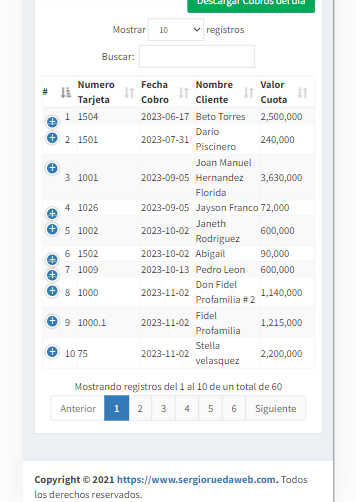 Descargar Cobros del día
Mostrar 10 registros
Buscar:
# Numero Tarjeta Fecha Cobro Nombre Cliente Valor Cuota
1 1504 2023-06-17 Beto Torres 2,500,000
2 1501 2023-07-31 Dario Piscinero 240,000
3 1001 2023-09-05 Joan Manuel Hernandez Florida 3,630,000
4 1026 2023-09-05 Jayson Franco 72,000
5 1002 2023-10-02 Janeth Rodriguez 600,000
6 1502 2023-10-02 Abigail 90,000
7 1009 2023-10-13 Pedro Leon 600,000
8 1000 2023-11-02 Don Fidel Profamilia # 2 1,140,000
9 1000.1 2023-11-02 Fidel Profamilia 1,215,000
10 75 2023-11-02 Stella velasquez 2,200,000
Mostrando registros del 1 al 10 de un total de 60
Anterior 1 2 3 4 5 6 Siguiente
Copyright © 2021 https://www.sergioruedaweb.com. Todos
los derechos reservados.